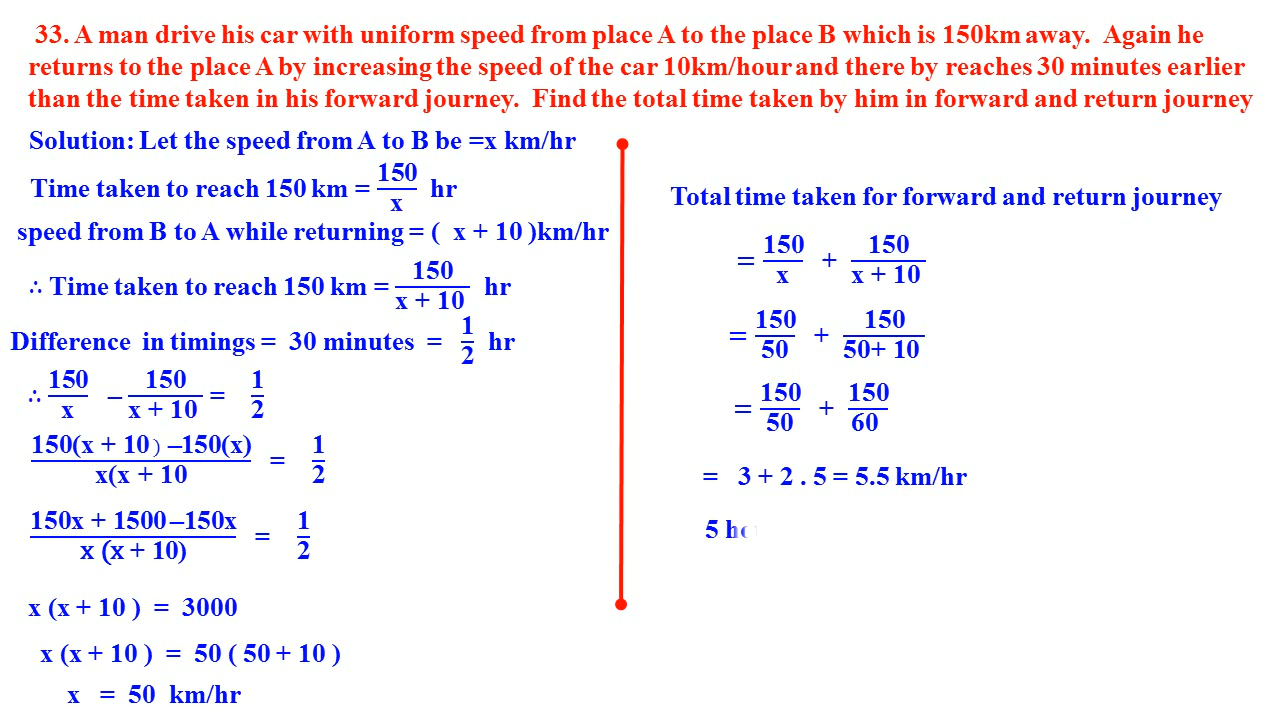 33. A man drive his car with uniform speed from place A to the place B which is 150km away. Again he
returns to the place A by increasing the speed of the car 10km/hour and there by reaches 30 minutes earlier
than the time taken in his forward journey. Find the total time taken by him in forward and return journey
Solution: Let the speed from A to B be =x km/hr
Time taken to reach 150 km = 150/x hr
speed from B to A while returning = ( x + 10 )km/hr
∴ Time taken to reach 150 km = 150/x + 10 hr
Difference in timings = 30 minutes = 1/2 hr
∴ 150/x – 150/x + 10 = 1/2
150(x + 10 ) –150(x)/x(x + 10 = 1/2
150x + 1500 –150x/x (x + 10) = 1/2
x (x + 10 ) = 3000
x (x + 10 ) = 50 ( 50 + 10 )
x = 50 km/hr
Total time taken for forward and return journey
= 150/x + 150/x + 10
= 150/50 + 150/50+ 10
= 150/50 + 150/60
= 3 + 2 . 5 = 5.5 km/hr
5